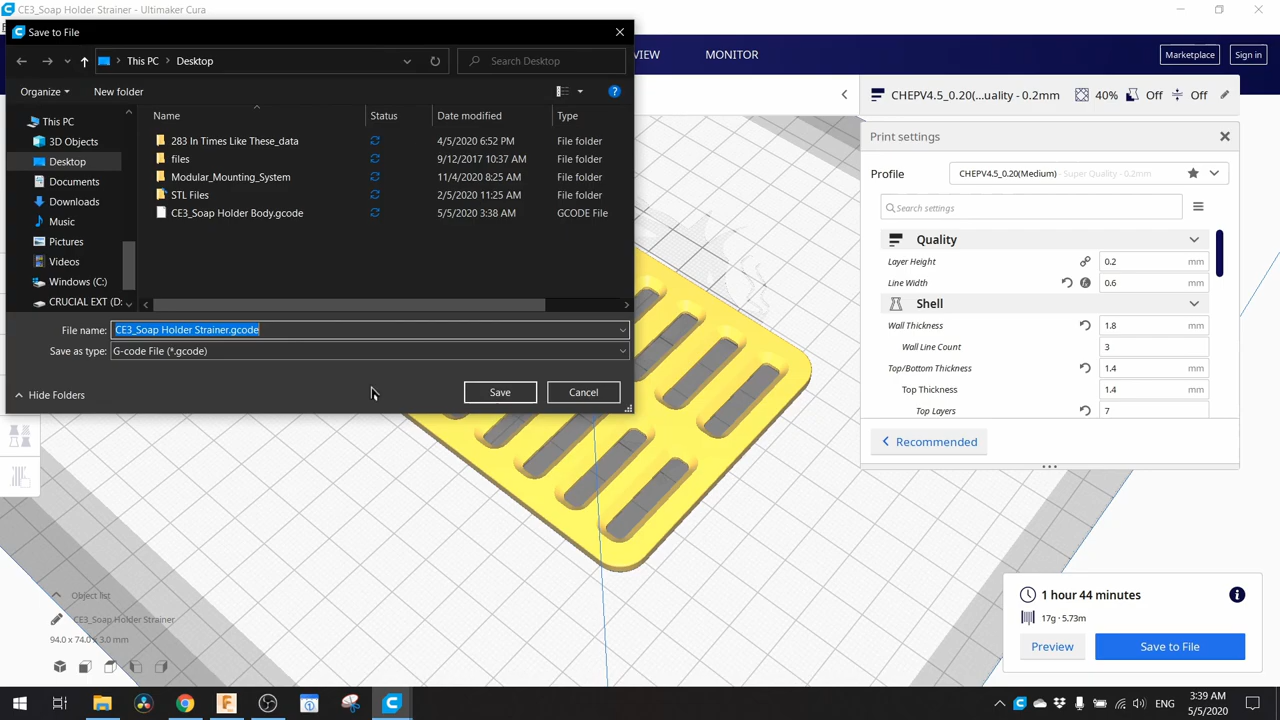 CE3_Soap Holder Strainer - Ultimaker Cura
Save to File
This PC
Desktop
Search Desktop
Organize
New folder
This PC
3D Objects
Desktop
Documents
Downloads
Music
Pictures
Videos
Windows (C:)
CRUCIAL EXT (D:
Name
Status
Date modified
Type
283 In Times Like These_data
4/5/2020 6:52 PM
File folder
files
9/12/2017 10:37 AM
File folder
Modular_Mounting_System
11/4/2020 8:25 AM
File folder
STL Files
2/5/2020 11:25 AM
File folder
CE3_Soap Holder Body.gcode
5/5/2020 3:38 AM
GCODE File
File name:
CE3_Soap Holder Strainer.gcode
Save as type:
G-code File (*.gcode)
Hide Folders
Save
Cancel
VIEW
MONITOR
Marketplace
Sign in
CHEPV4.5_0.20(...uality - 0.2mm
40%
Off
Off
Print settings
Profile
CHEPV4.5_0.20(Medium) - Super Quality - 0.2mm
Search settings
Quality
Layer Height
0.2
mm
Line Width
0.6
mm
Shell
Wall Thickness
1.8
mm
Wall Line Count
3
Top/Bottom Thickness
1.4
mm
Top Thickness
1.4
mm
Top Layers
7
Recommended
Object list
CE3_Soap Holder Strainer
94.0 x 74.0 x 3.0 mm
1 hour 44 minutes
17g · 5.73m
Preview
Save to File
ENG
3:39 AM
5/5/2020